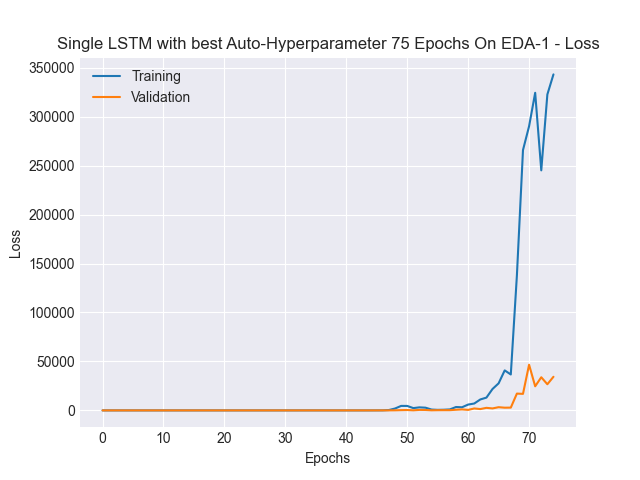 Single LSTM with best Auto-Hyperparameter 75 Epochs On EDA-1 - Loss
350000
300000
250000
200000
150000
100000
50000
0
Training
Validation
Loss
0 10 20 30 40 50 60 70
Epochs